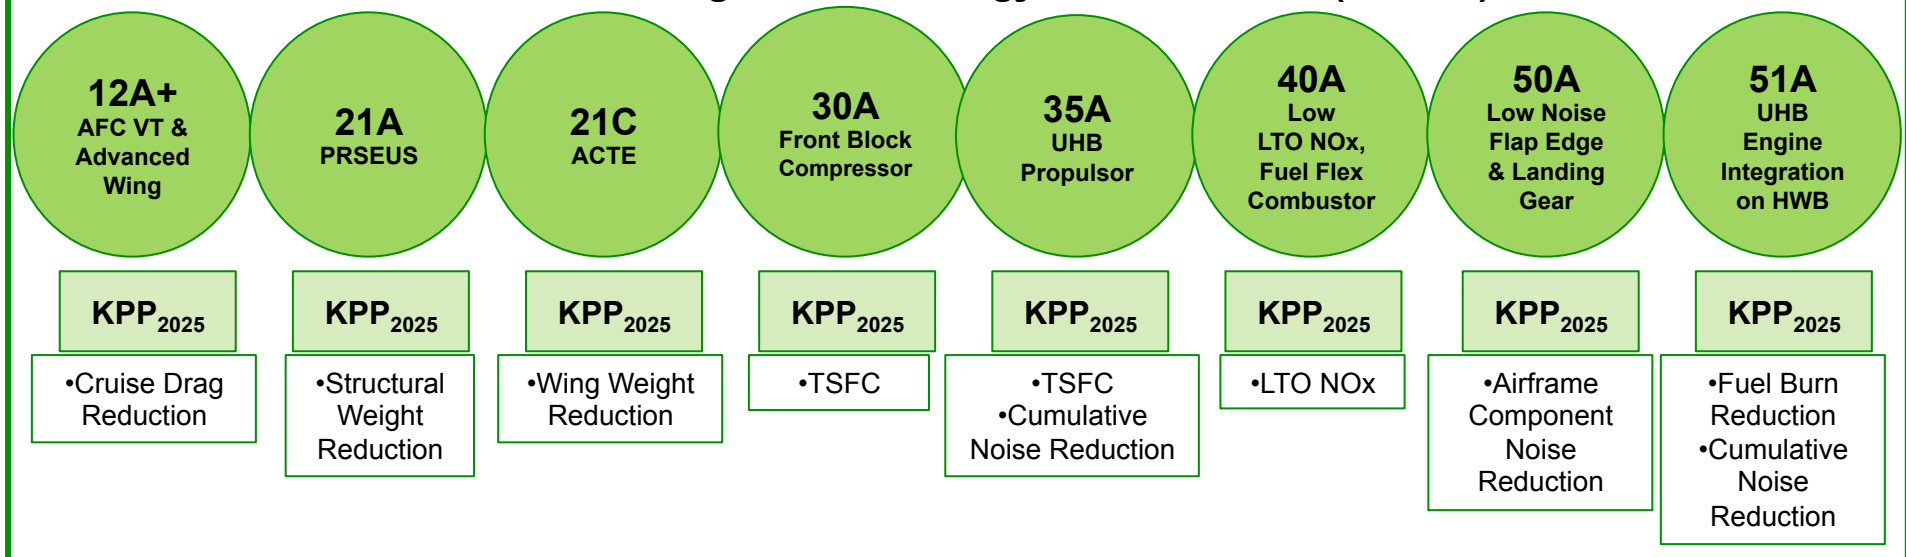 12A+
AFC VT &
Advanced
Wing
21A
PRSEUS
21C
ACTE
30A
Front Block
Compressor
35A
UHB
Propulsor
40A
Low
LTO NOx,
Fuel Flex
Combustor
50A
Low Noise
Flap Edge
& Landing
Gear
51A
UHB
Engine
Integration
on HWB
KPP2025
KPP2025
KPP2025
KPP2025
KPP2025
KPP2025
KPP2025
KPP2025
•Cruise Drag
Reduction
•Structural
Weight
Reduction
•Wing Weight
Reduction
•TSFC
•TSFC
•Cumulative
Noise Reduction
•LTO NOx
•Airframe
Component
Noise
Reduction
•Fuel Burn
Reduction
•Cumulative
Noise
Reduction